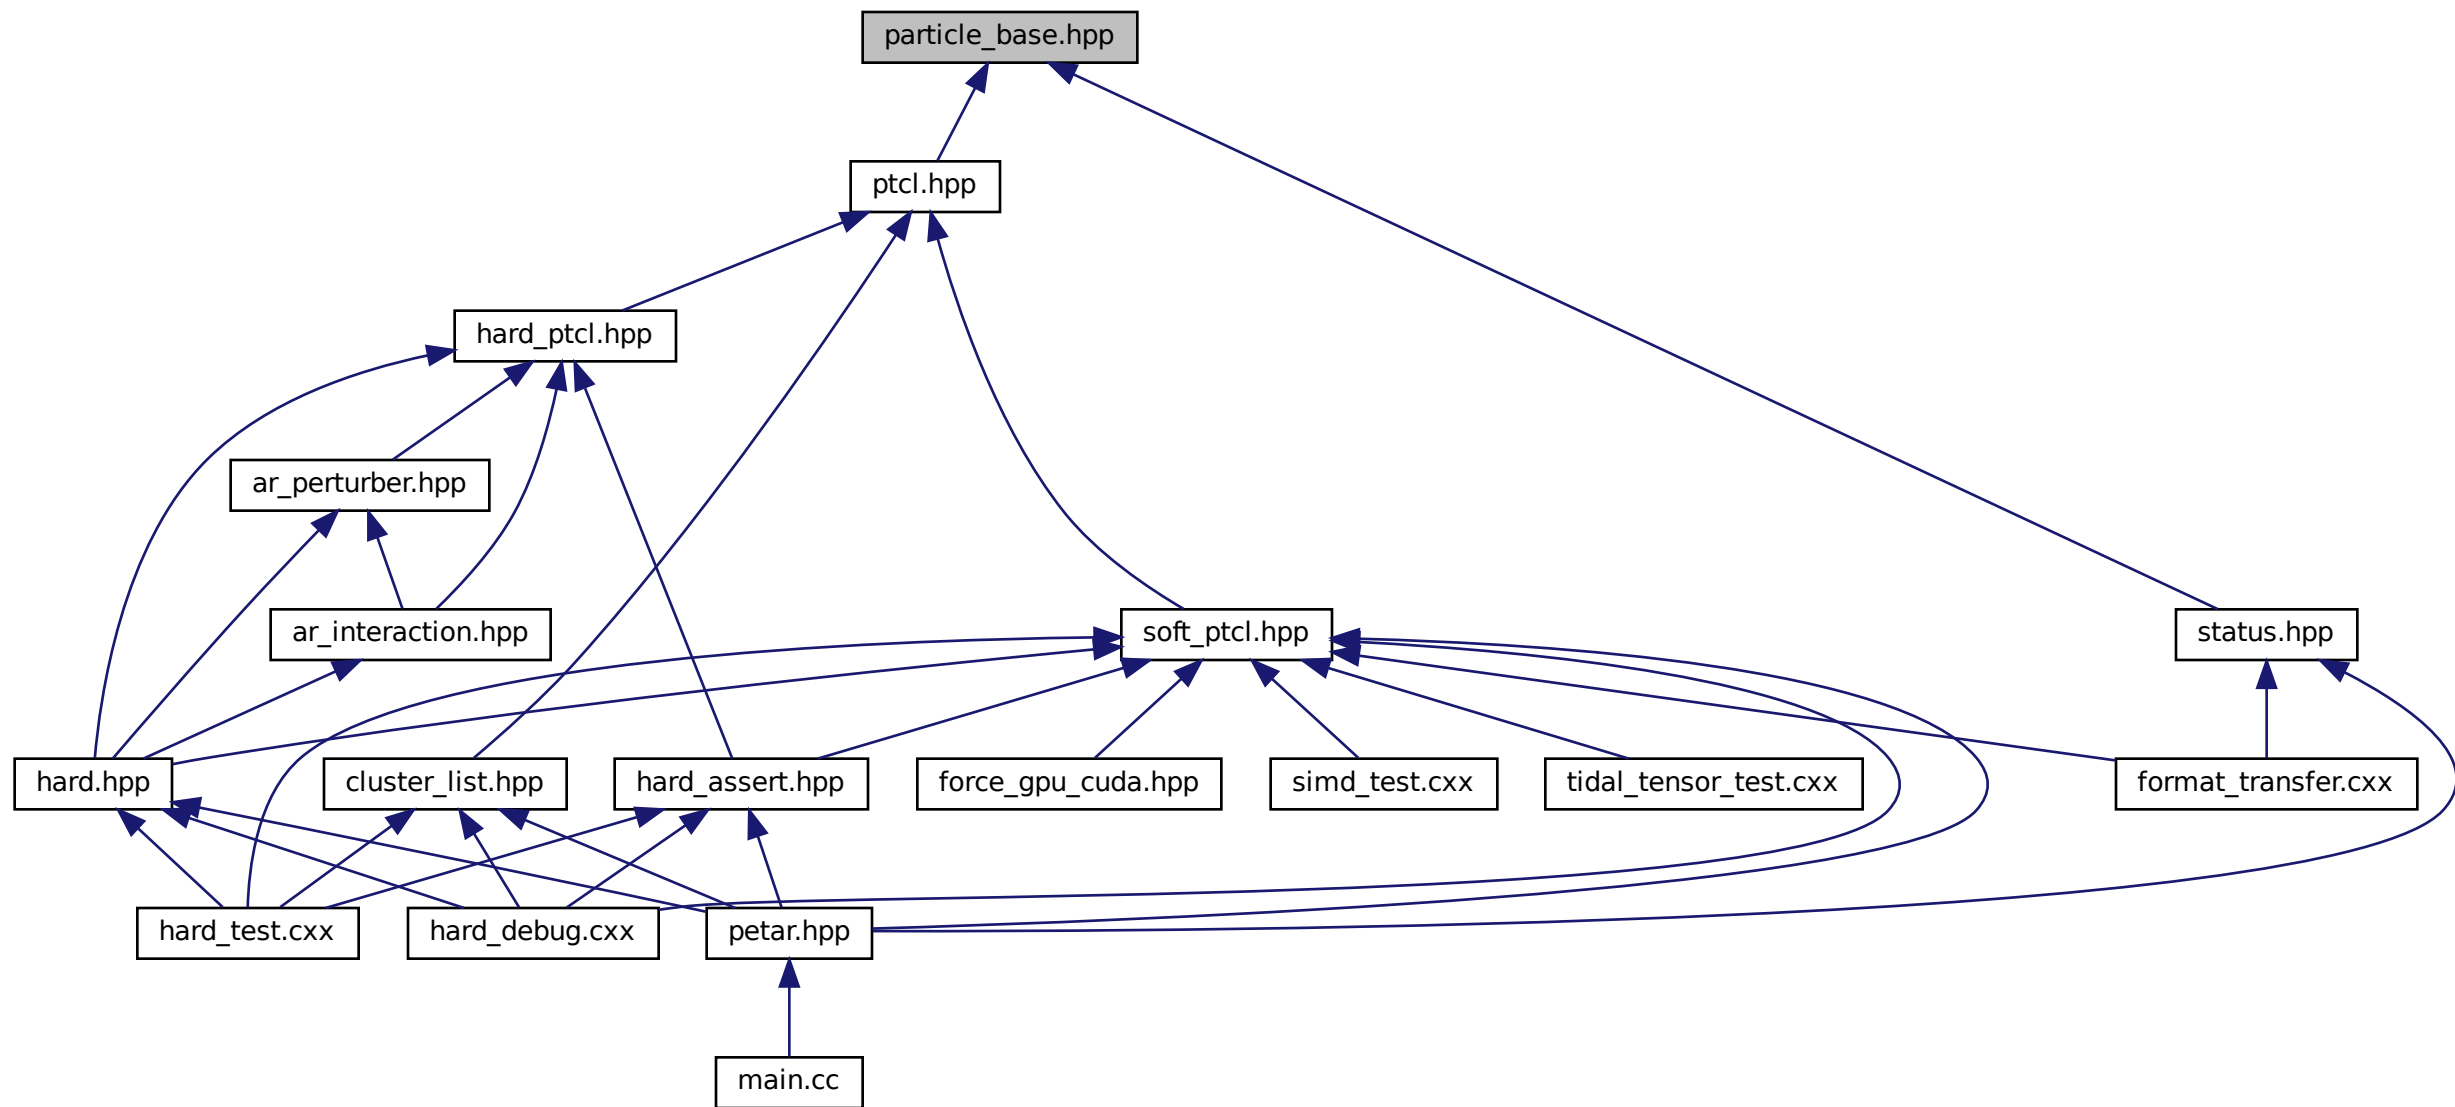 particle_base.hpp
ptcl.hpp
hard_ptcl.hpp
ar_perturber.hpp
ar_interaction.hpp
soft_ptcl.hpp
status.hpp
hard.hpp
cluster_list.hpp
hard_assert.hpp
force_gpu_cuda.hpp
simd_test.cxx
tidal_tensor_test.cxx
format_transfer.cxx
hard_test.cxx
hard_debug.cxx
petar.hpp
main.cc